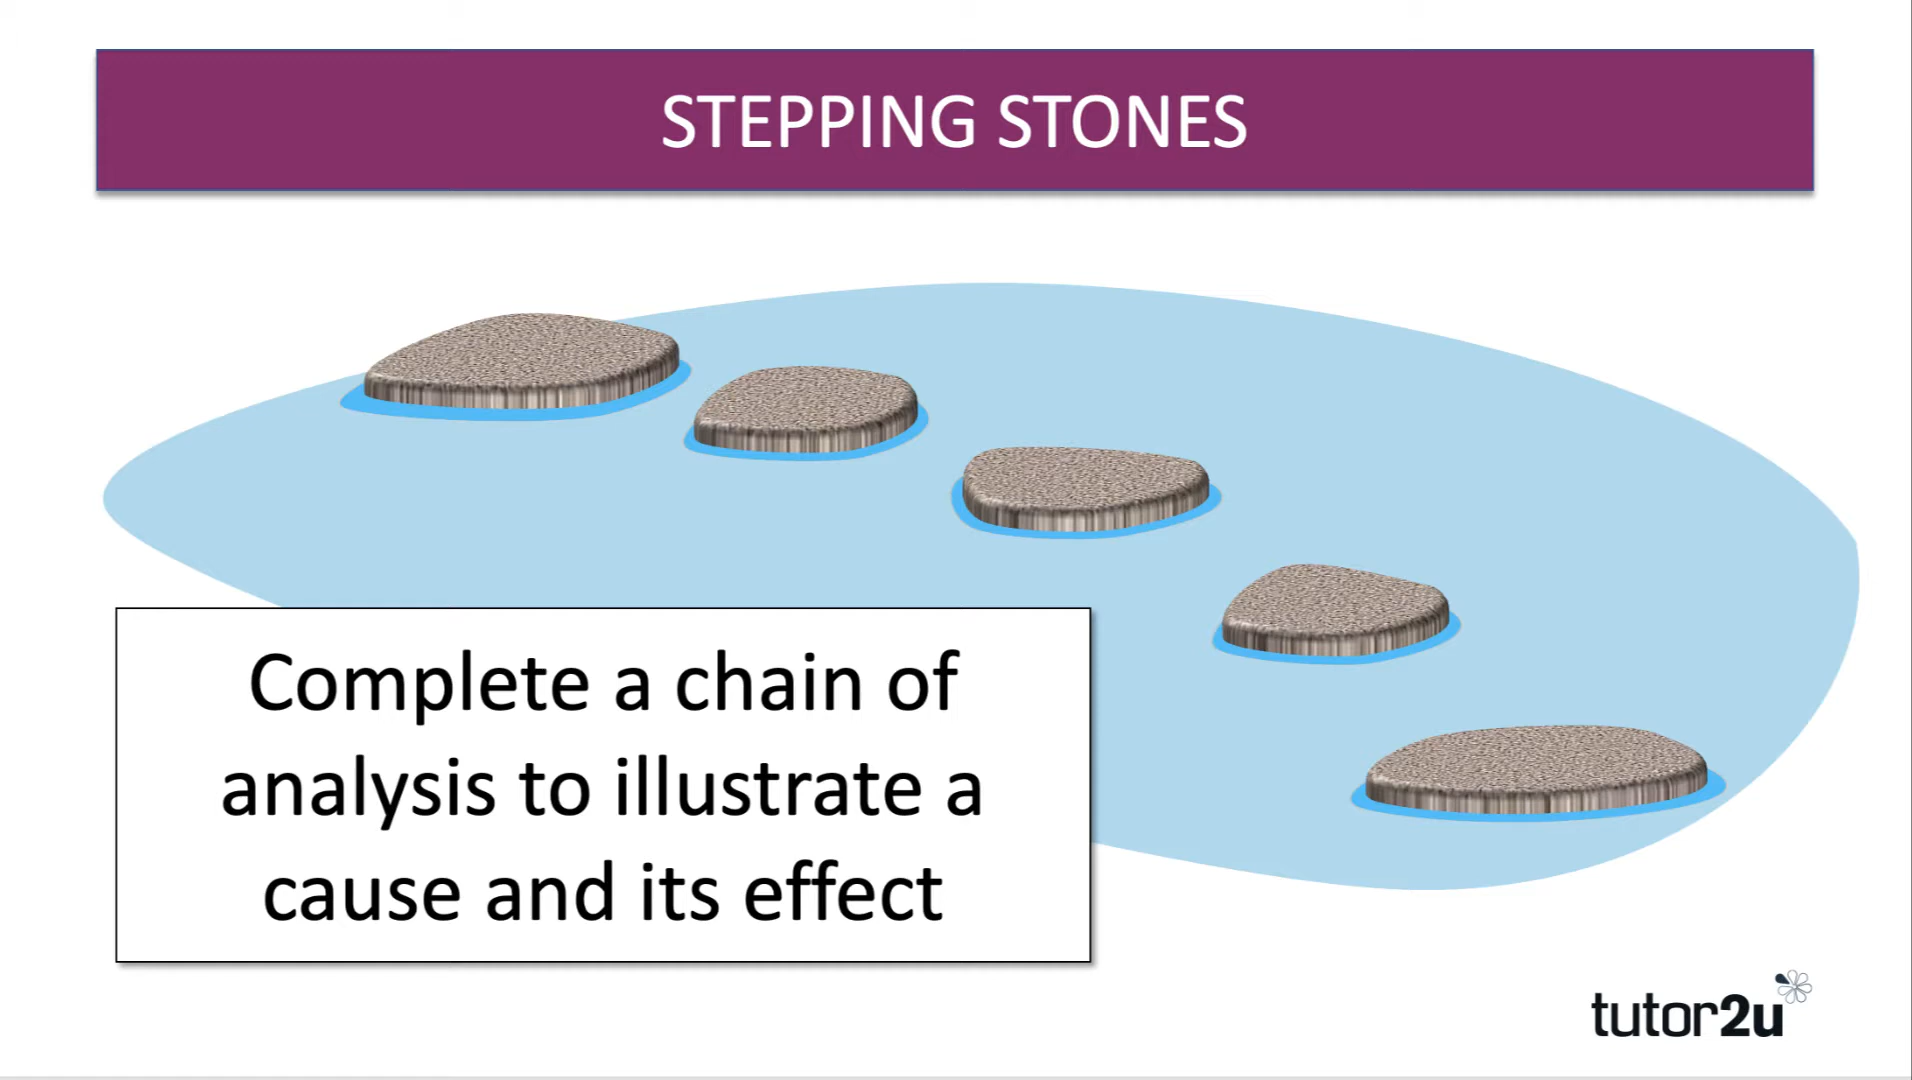 STEPPING STONES
Complete a chain of
analysis to illustrate a
cause and its effect
tutor2u